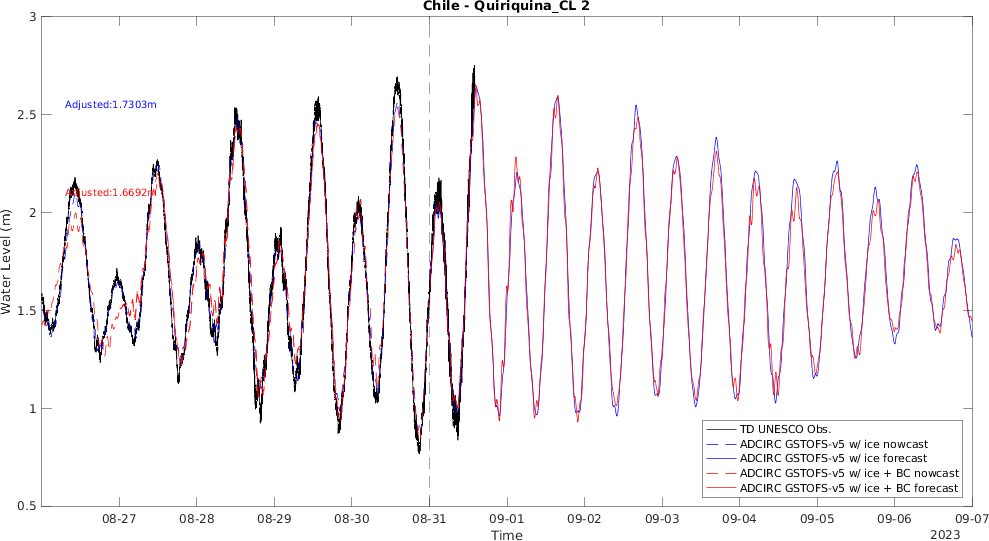 Chile - Quiriquina_CL 2
3
2.5
2
1.5
1
0.5
Water Level (m)
Adjusted:1.7303m
Adjusted:1.6692m
TD UNESCO Obs.
ADCIRC GSTOFS-v5 w/ ice nowcast
ADCIRC GSTOFS-v5 w/ ice forecast
ADCIRC GSTOFS-v5 w/ ice + BC nowcast
ADCIRC GSTOFS-v5 w/ ice + BC forecast
08-27 08-28 08-29 08-30 08-31 09-01 09-02 09-03 09-04 09-05 09-06 09-07
Time
2023